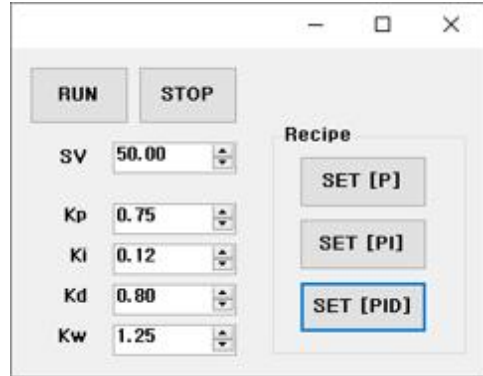 RUN STOP
SV 50.00
Kp 0.75
Ki 0.12
Kd 0.80
Kw 1.25
Recipe
SET [P]
SET [PI]
SET [PID]